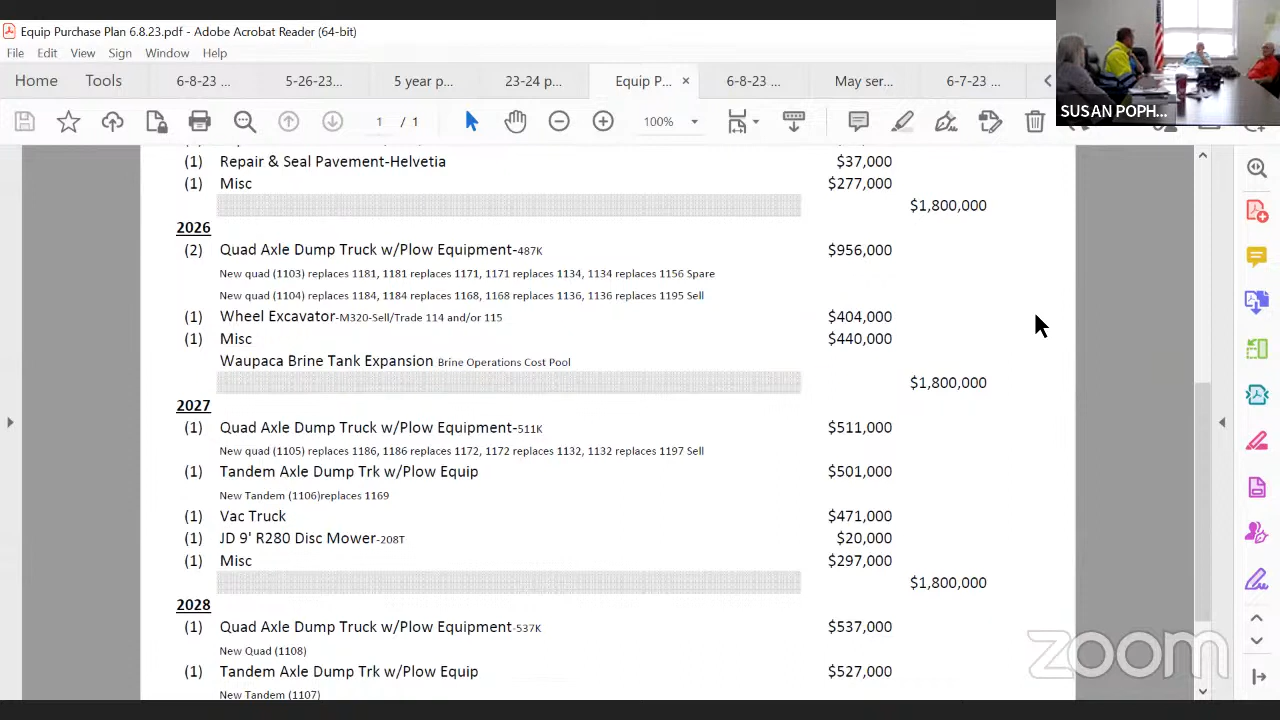 Equip Purchase Plan 6.8.23.pdf - Adobe Acrobat Reader (64-bit)
File Edit View Sign Window Help
Home Tools 6-8-23 ... 5-26-23... 5 year p... 23-24 p... Equip P... × 6-8-23 ... May ser... 6-7-23 ...
1 / 1 100%
SUSAN POPH...
(1) Repair & Seal Pavement-Helvetia $37,000
(1) Misc $277,000
$1,800,000
2026
(2) Quad Axle Dump Truck w/Plow Equipment-487K $956,000
New quad (1103) replaces 1181, 1181 replaces 1171, 1171 replaces 1134, 1134 replaces 1156 Spare
New quad (1104) replaces 1184, 1184 replaces 1168, 1168 replaces 1136, 1136 replaces 1195 Sell
(1) Wheel Excavator-M320-Sell/Trade 114 and/or 115 $404,000
(1) Misc $440,000
Waupaca Brine Tank Expansion Brine Operations Cost Pool
$1,800,000
2027
(1) Quad Axle Dump Truck w/Plow Equipment-511K $511,000
New quad (1105) replaces 1186, 1186 replaces 1172, 1172 replaces 1132, 1132 replaces 1197 Sell
(1) Tandem Axle Dump Trk w/Plow Equip $501,000
New Tandem (1106)replaces 1169
(1) Vac Truck $471,000
(1) JD 9' R280 Disc Mower-208T $20,000
(1) Misc $297,000
$1,800,000
2028
(1) Quad Axle Dump Truck w/Plow Equipment-537K $537,000
New Quad (1108)
(1) Tandem Axle Dump Trk w/Plow Equip $527,000
New Tandem (1107)
zoom